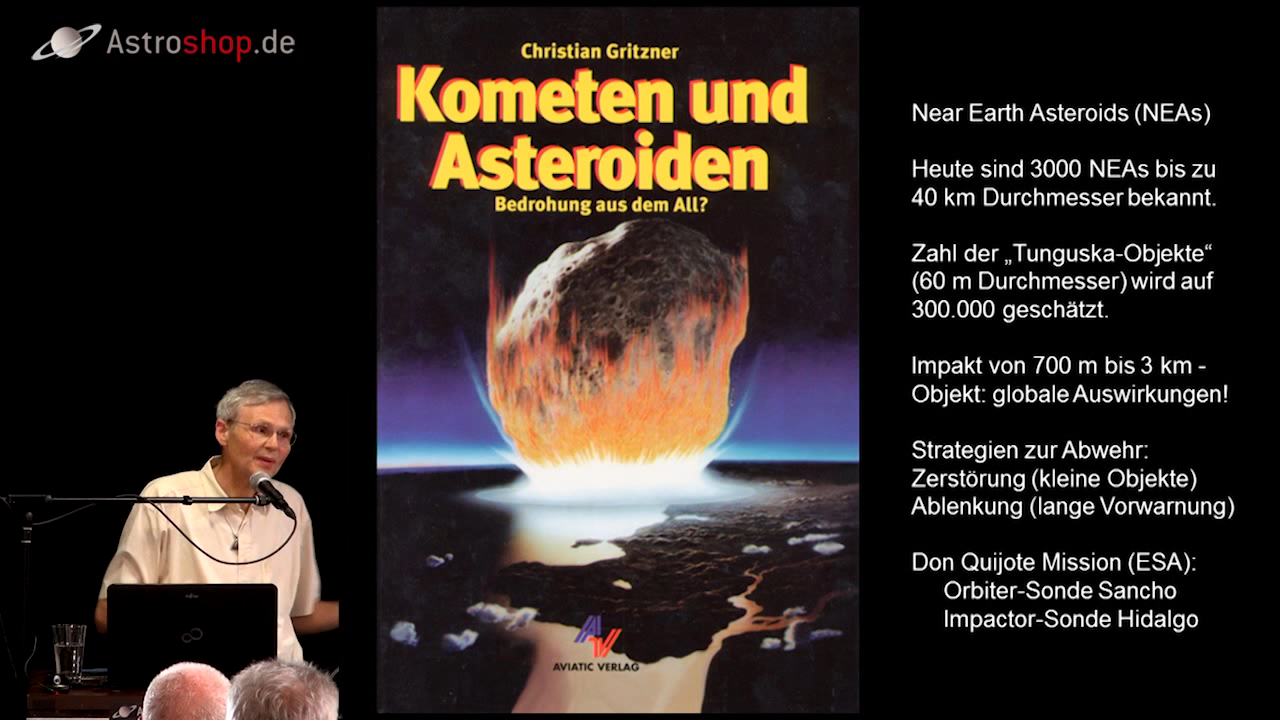 Astroshop.de
Christian Gritzner
Kometen und
Asteroiden
Bedrohung aus dem All?
AV
AVIATIC VERLAG
Near Earth Asteroids (NEAs)
Heute sind 3000 NEAs bis zu
40 km Durchmesser bekannt.
Zahl der „Tunguska-Objekte“
(60 m Durchmesser) wird auf
300.000 geschätzt.
Impakt von 700 m bis 3 km -
Objekt: globale Auswirkungen!
Strategien zur Abwehr:
Zerstörung (kleine Objekte)
Ablenkung (lange Vorwarnung)
Don Quijote Mission (ESA):
Orbiter-Sonde Sancho
Impactor-Sonde Hidalgo